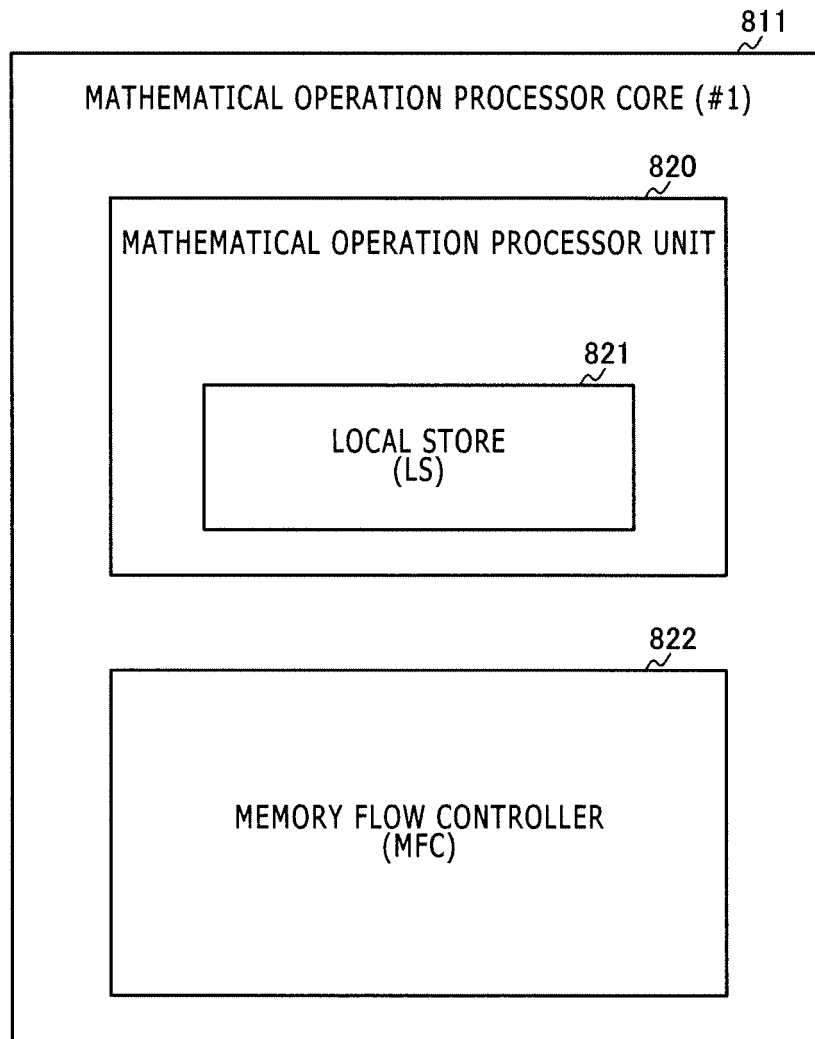 811
MATHEMATICAL OPERATION PROCESSOR CORE (#1)
820
MATHEMATICAL OPERATION PROCESSOR UNIT
821
LOCAL STORE
(LS)
822
MEMORY FLOW CONTROLLER
(MFC)